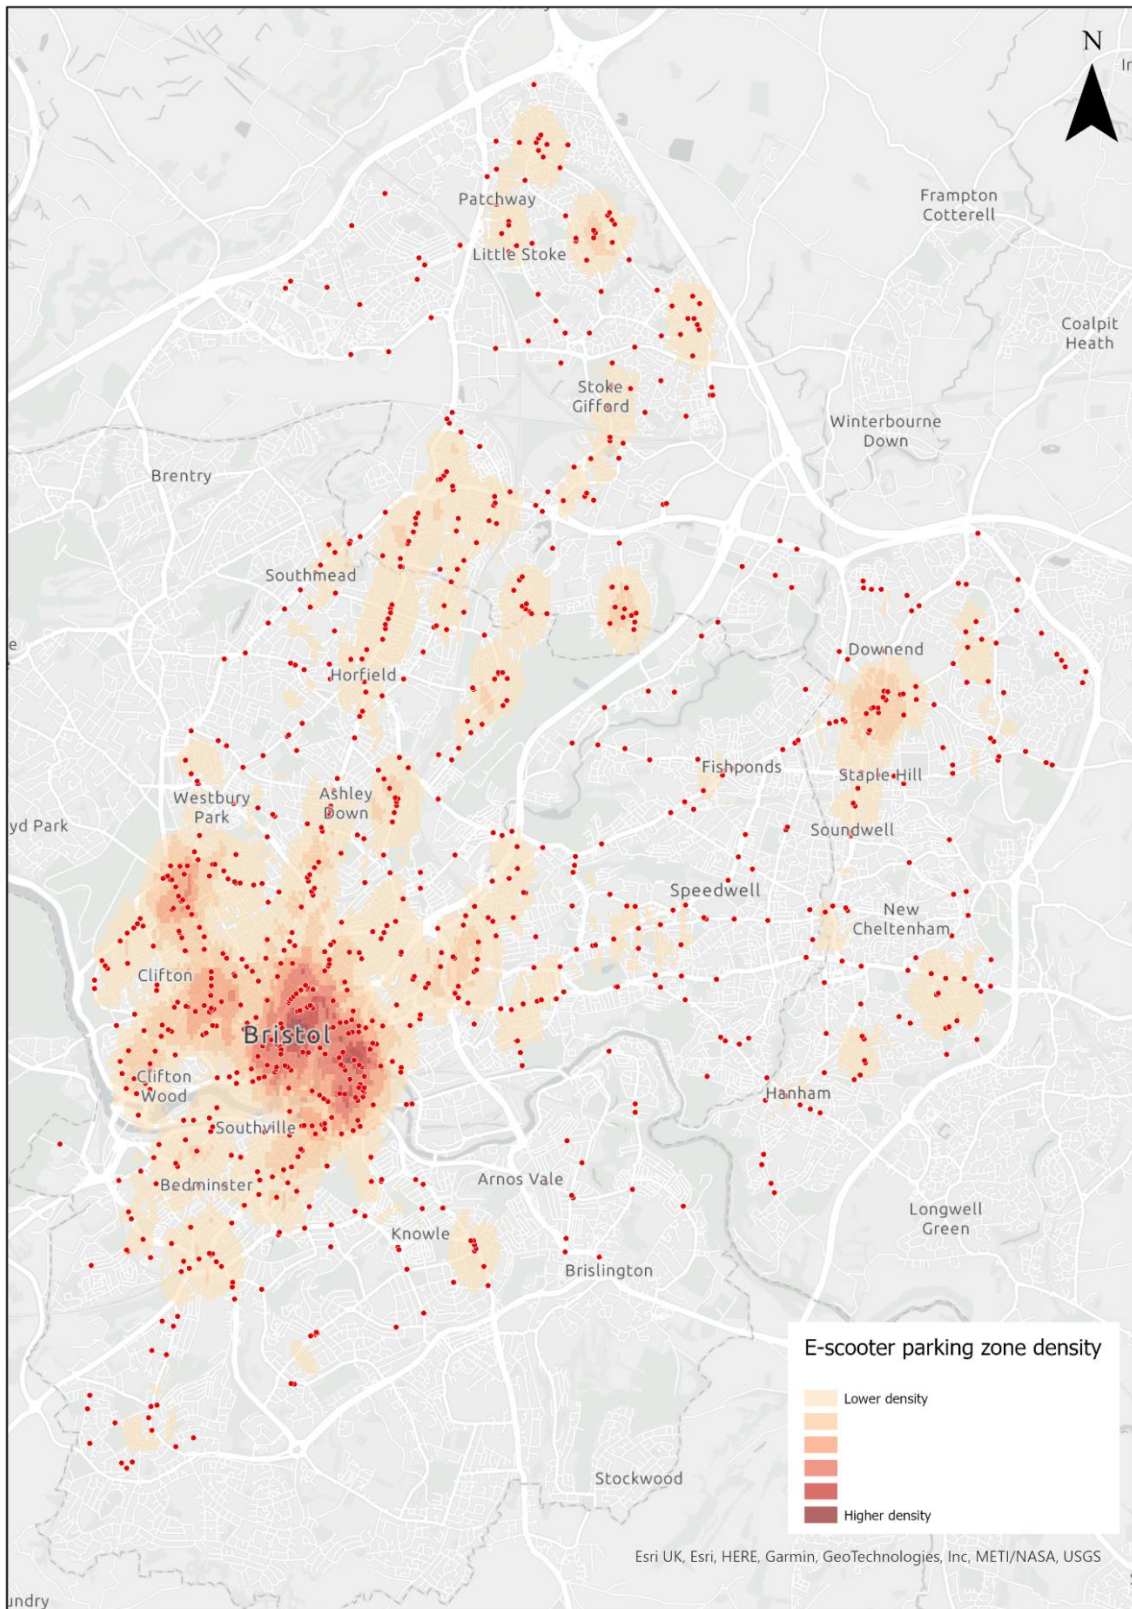 N
Patchway
Little Stoke
Frampton
Cotterell
Coalpit
Heath
Stoke
Gifford
Winterbourne
Down
Brentry
Southmead
Horfield
Downend
Fishponds
Staple Hill
Westbury
Park
Ashley
Down
yd Park
Soundwell
Speedwell
New
Cheltenham
Clifton
Bristol
Clifton
Wood
Hanham
Southville
Bedminster
Arnos Vale
Longwell
Green
Knowle
Brislington
E-scooter parking zone density
Lower density
Higher density
Stockwood
Esri UK, Esri, HERE, Garmin, GeoTechnologies, Inc, METI/NASA, USGS
undry